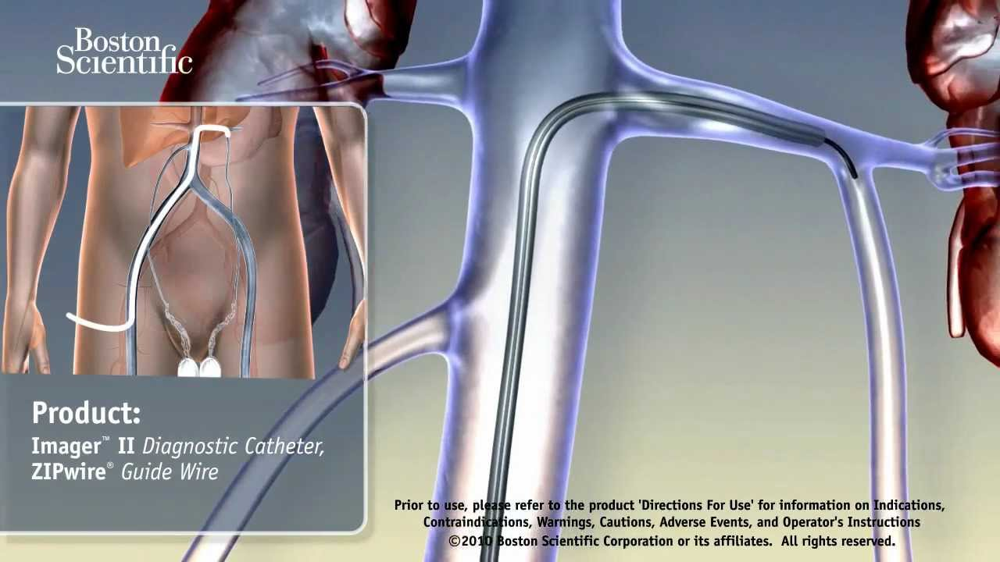 Boston
Scientific
Product:
Imager™ II Diagnostic Catheter,
ZIPwire® Guide Wire
Prior to use, please refer to the product 'Directions For Use' for information on Indications,
Contraindications, Warnings, Cautions, Adverse Events, and Operator's Instructions
©2010 Boston Scientific Corporation or its affiliates. All rights reserved.